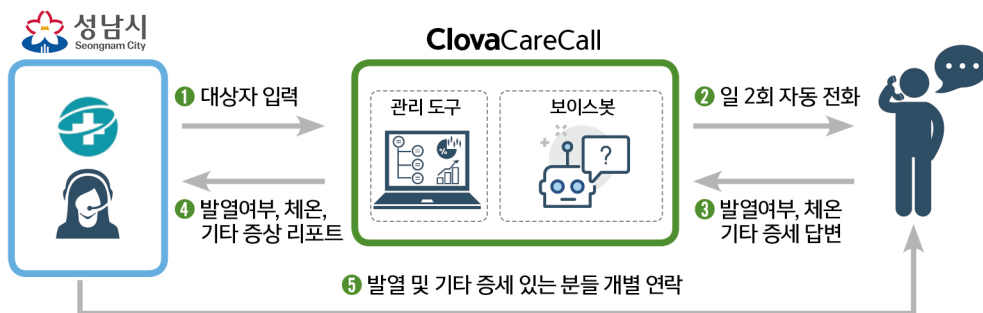 성남시
Seongnam City
ClovaCareCall
❶ 대상자 입력
관리 도구
보이스봇
?
❷ 일 2회 자동 전화
❸ 발열여부, 체온
기타 증세 답변
❹ 발열여부, 체온,
기타 증상 리포트
❺ 발열 및 기타 증세 있는 분들 개별 연락